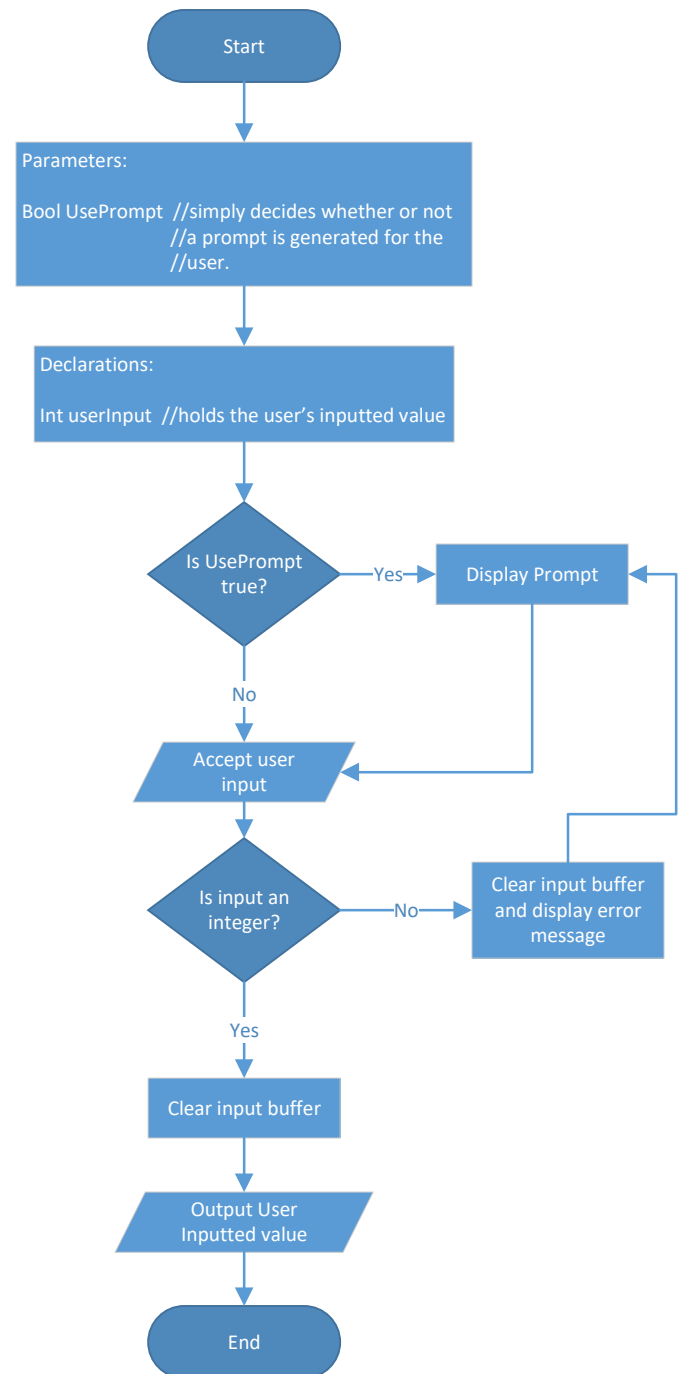 Start
Parameters:
Bool UsePrompt //simply decides whether or not
//a prompt is generated for the
//user.
Declarations:
Int userInput //holds the user’s inputted value
Is UsePrompt
true?
Yes
Display Prompt
No
Accept user
input
Is input an
integer?
No
Clear input buffer
and display error
message
Yes
Clear input buffer
Output User
Inputted value
End